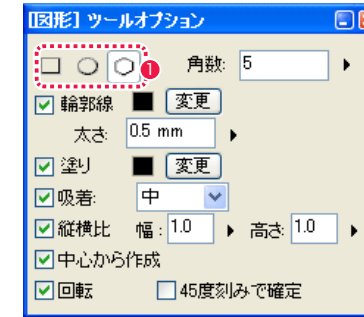 [図形] ツールオプション
1 角数: 5
輪郭線 変更
太さ: 0.5 mm
塗り 変更
吸着: 中
縦横比 幅: 1.0 高さ: 1.0
中心から作成
回転 45度刻みで確定